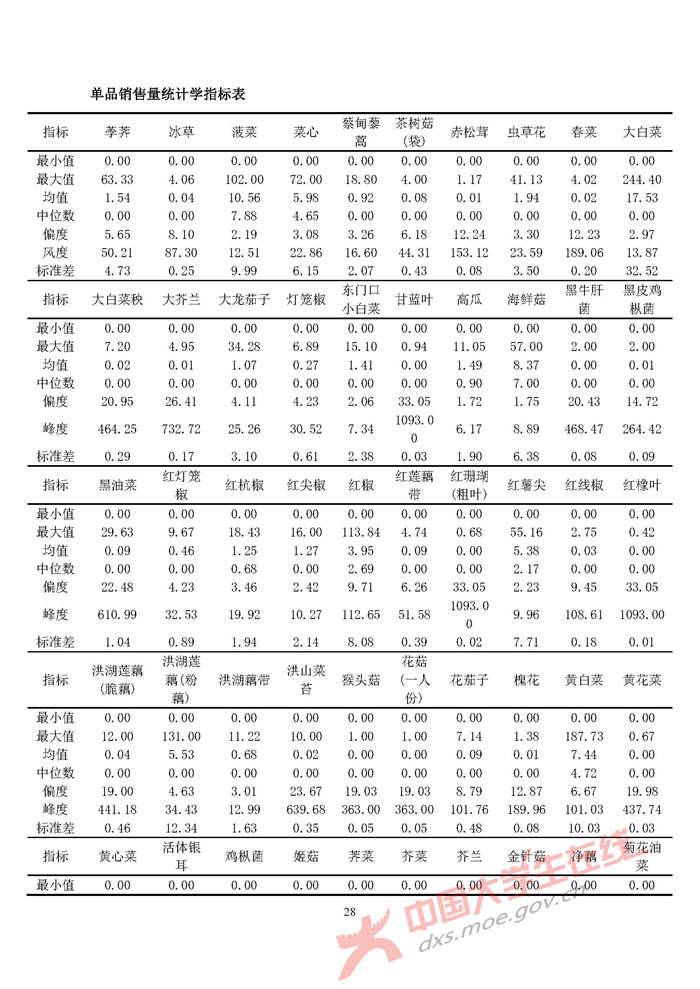 单品销售量统计学指标表
指标 荸荠 冰草 菠菜 菜心 蔡甸藜蒿 茶树菇(袋) 赤松茸 虫草花 春菜 大白菜
最小值 0.00 0.00 0.00 0.00 0.00 0.00 0.00 0.00 0.00 0.00
最大值 63.33 4.06 102.00 72.00 18.80 4.00 1.17 41.13 4.02 244.40
均值 1.54 0.04 10.56 5.98 0.92 0.08 0.01 1.94 0.02 17.53
中位数 0.00 0.00 7.88 4.65 0.00 0.00 0.00 0.00 0.00 0.00
偏度 5.65 8.10 2.19 3.08 3.26 6.18 12.24 3.30 12.23 2.97
风度 50.21 87.30 12.51 22.86 16.60 44.31 153.12 23.59 189.06 13.87
标准差 4.73 0.25 9.99 6.15 2.07 0.43 0.08 3.50 0.20 32.52
指标 大白菜秧 大芥兰 大龙茄子 灯笼椒 东门口小白菜 甘蓝叶 高瓜 海鲜菇 黑牛肝菌 黑皮鸡枞菌
最小值 0.00 0.00 0.00 0.00 0.00 0.00 0.00 0.00 0.00 0.00
最大值 7.20 4.95 34.28 6.89 15.10 0.94 11.05 57.00 2.00 2.00
均值 0.02 0.01 1.07 0.27 1.41 0.00 1.49 8.37 0.00 0.01
中位数 0.00 0.00 0.00 0.00 0.00 0.00 0.90 7.00 0.00 0.00
偏度 20.95 26.41 4.11 4.23 2.06 33.05 1.72 1.75 20.43 14.72
峰度 464.25 732.72 25.26 30.52 7.34 1093.00 6.17 8.89 468.47 264.42
标准差 0.29 0.17 3.10 0.61 2.38 0.03 1.90 6.38 0.08 0.09
指标 黑油菜 红灯笼椒 红杭椒 红尖椒 红椒 红莲藕带 红珊瑚(粗叶) 红薯尖 红线椒 红橡叶
最小值 0.00 0.00 0.00 0.00 0.00 0.00 0.00 0.00 0.00 0.00
最大值 29.63 9.67 18.43 16.00 113.84 4.74 0.68 55.16 2.75 0.42
均值 0.09 0.46 1.25 1.27 3.95 0.09 0.00 5.38 0.03 0.00
中位数 0.00 0.00 0.68 0.00 2.69 0.00 0.00 2.17 0.00 0.00
偏度 22.48 4.23 3.46 2.42 9.71 6.26 33.05 2.23 9.45 33.05
峰度 610.99 32.53 19.92 10.27 112.65 51.58 1093.00 9.96 108.61 1093.00
标准差 1.04 0.89 1.94 2.14 8.08 0.39 0.02 7.71 0.18 0.01
指标 洪湖莲藕(脆藕) 洪湖莲藕(粉藕) 洪湖藕带 洪山菜苔 猴头菇 花菇(一人份) 花茄子 槐花 黄白菜 黄花菜
最小值 0.00 0.00 0.00 0.00 0.00 0.00 0.00 0.00 0.00 0.00
最大值 12.00 131.00 11.22 10.00 1.00 1.00 7.14 1.38 187.73 0.67
均值 0.04 5.53 0.68 0.02 0.00 0.00 0.09 0.01 7.44 0.00
中位数 0.00 0.00 0.00 0.00 0.00 0.00 0.00 0.00 4.72 0.00
偏度 19.00 4.63 3.01 23.67 19.03 19.03 8.79 12.87 6.67 19.98
峰度 441.18 34.43 12.99 639.68 363.00 363.00 101.76 189.96 101.03 437.74
标准差 0.46 12.34 1.63 0.35 0.05 0.05 0.48 0.08 10.03 0.03
指标 黄心菜 活体银耳 鸡枞菌 姬菇 荠菜 芥菜 芥兰 金针菇 净藕 菊花油菜
最小值 0.00 0.00 0.00 0.00 0.00 0.00 0.00 0.00 0.00 0.00
28
中国大学生在线
dxs.moe.gov.cn